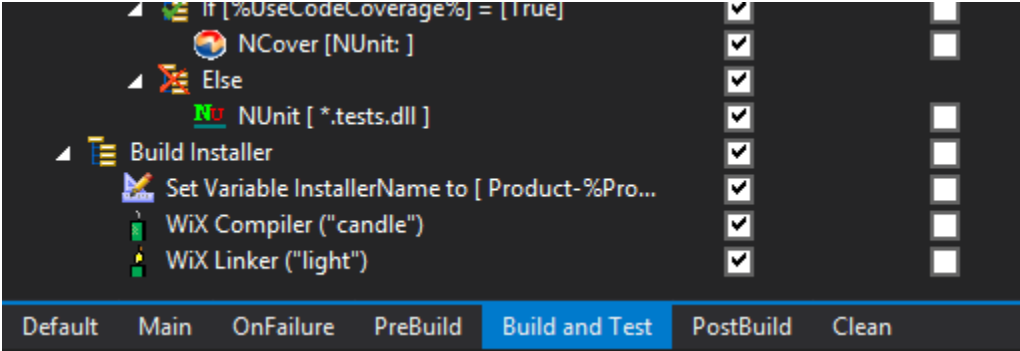 If [%UseCodeCoverage%] = [True]
NCover [NUnit: ]
Else
NU NUnit [ *.tests.dll ]
Build Installer
Set Variable InstallerName to [ Product-%Pro...
WiX Compiler ("candle")
WiX Linker ("light")
Default Main OnFailure PreBuild Build and Test PostBuild Clean